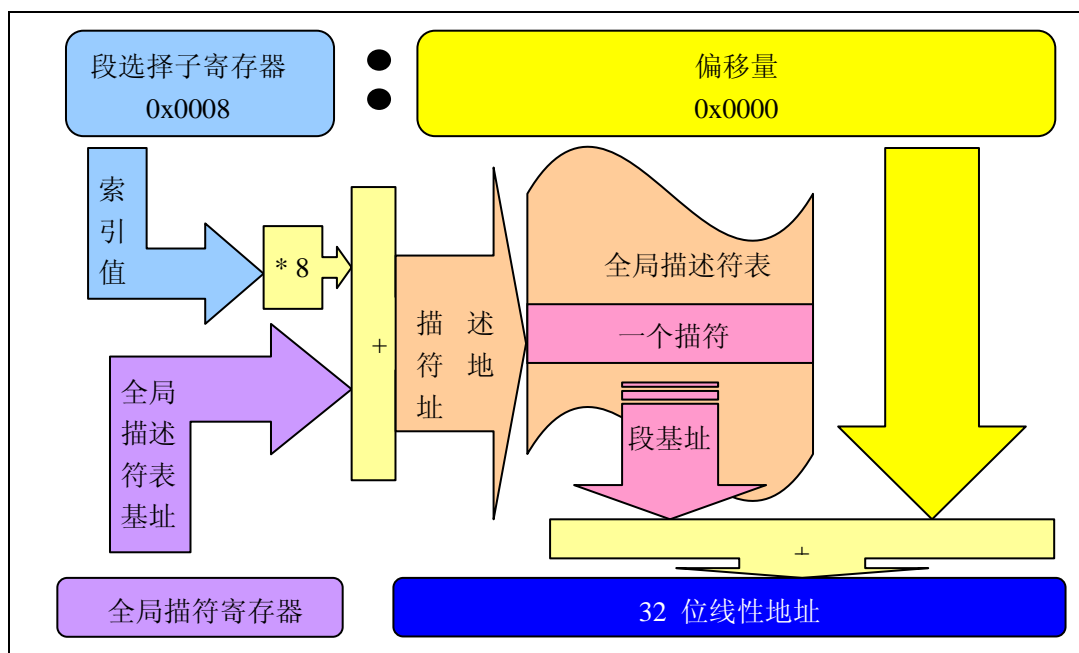 段选择子寄存器
0x0008
:
偏移量
0x0000
索
引
值
* 8
+
全局
描述
符表
基址
描 述
符 地
址
全局描述符表
一个描符
段基址
+
全局描符寄存器
32 位线性地址